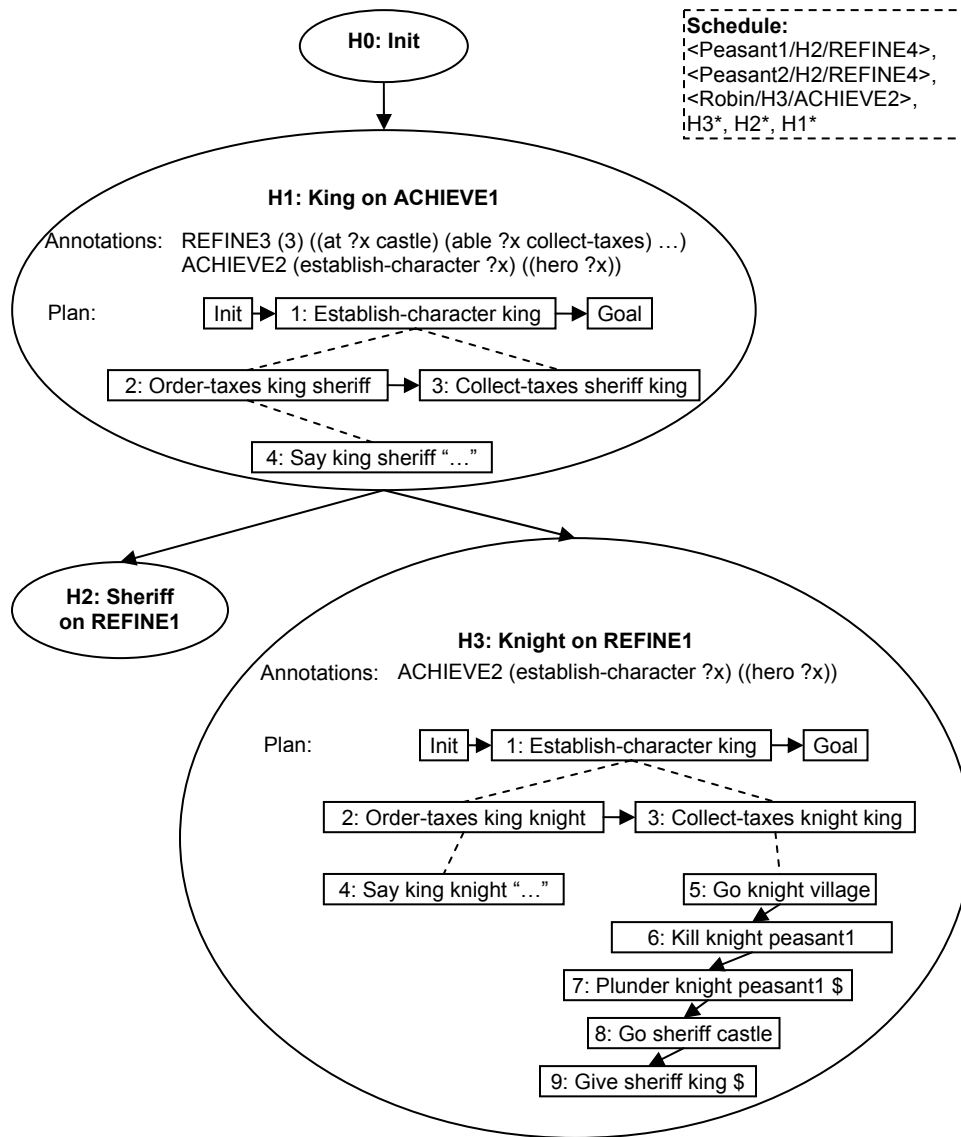 H0: Init
Schedule:
<Peasant1/H2/REFINE4>,
<Peasant2/H2/REFINE4>,
<Robin/H3/ACHIEVE2>,
H3*, H2*, H1*
H1: King on ACHIEVE1
Annotations: REFINE3 (3) ((at ?x castle) (able ?x collect-taxes) …)
ACHIEVE2 (establish-character ?x) ((hero ?x))
Plan: Init 1: Establish-character king Goal
2: Order-taxes king sheriff 3: Collect-taxes sheriff king
4: Say king sheriff “…”
H2: Sheriff
on REFINE1
H3: Knight on REFINE1
Annotations: ACHIEVE2 (establish-character ?x) ((hero ?x))
Plan: Init 1: Establish-character king Goal
2: Order-taxes king knight 3: Collect-taxes knight king
4: Say king knight “…” 5: Go knight village
6: Kill knight peasant1
7: Plunder knight peasant1 $
8: Go sheriff castle
9: Give sheriff king $